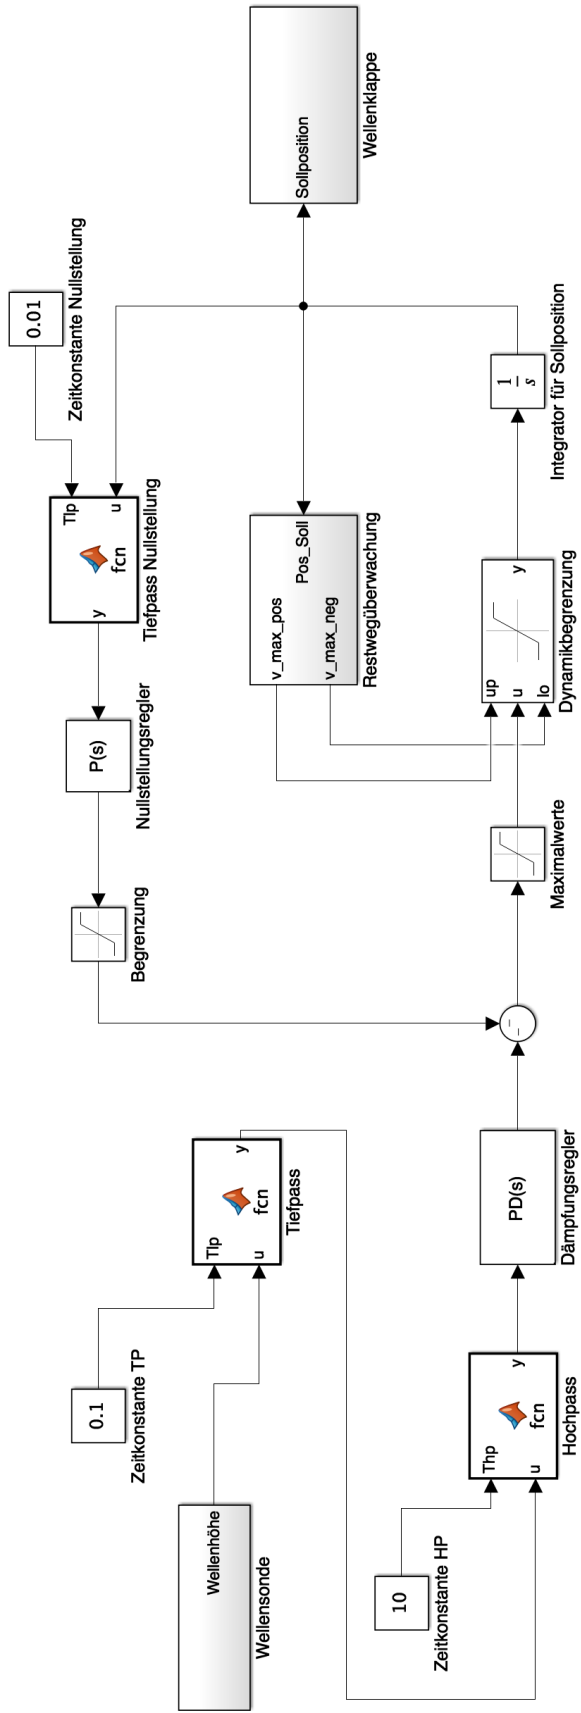 Wellenhöhe
Wellensonde
0.1
Zeitkonstante TP
Tlp
u
y
fcn
Tiefpass
10
Zeitkonstante HP
Thp
u
y
fcn
Hochpass
PD(s)
Dämpfungsregler
Begrenzung
P(s)
Nullstellungsregler
y
fcn
Tlp
u
Tiefpass Nullstellung
0.01
Zeitkonstante Nullstellung
v_max_pos
v_max_neg
Pos_Soll
Restwegüberwachung
Maximalwerte
up
u
lo
y
Dynamikbegrenzung
1
s
Integrator für Sollposition
Sollposition
Wellenklappe